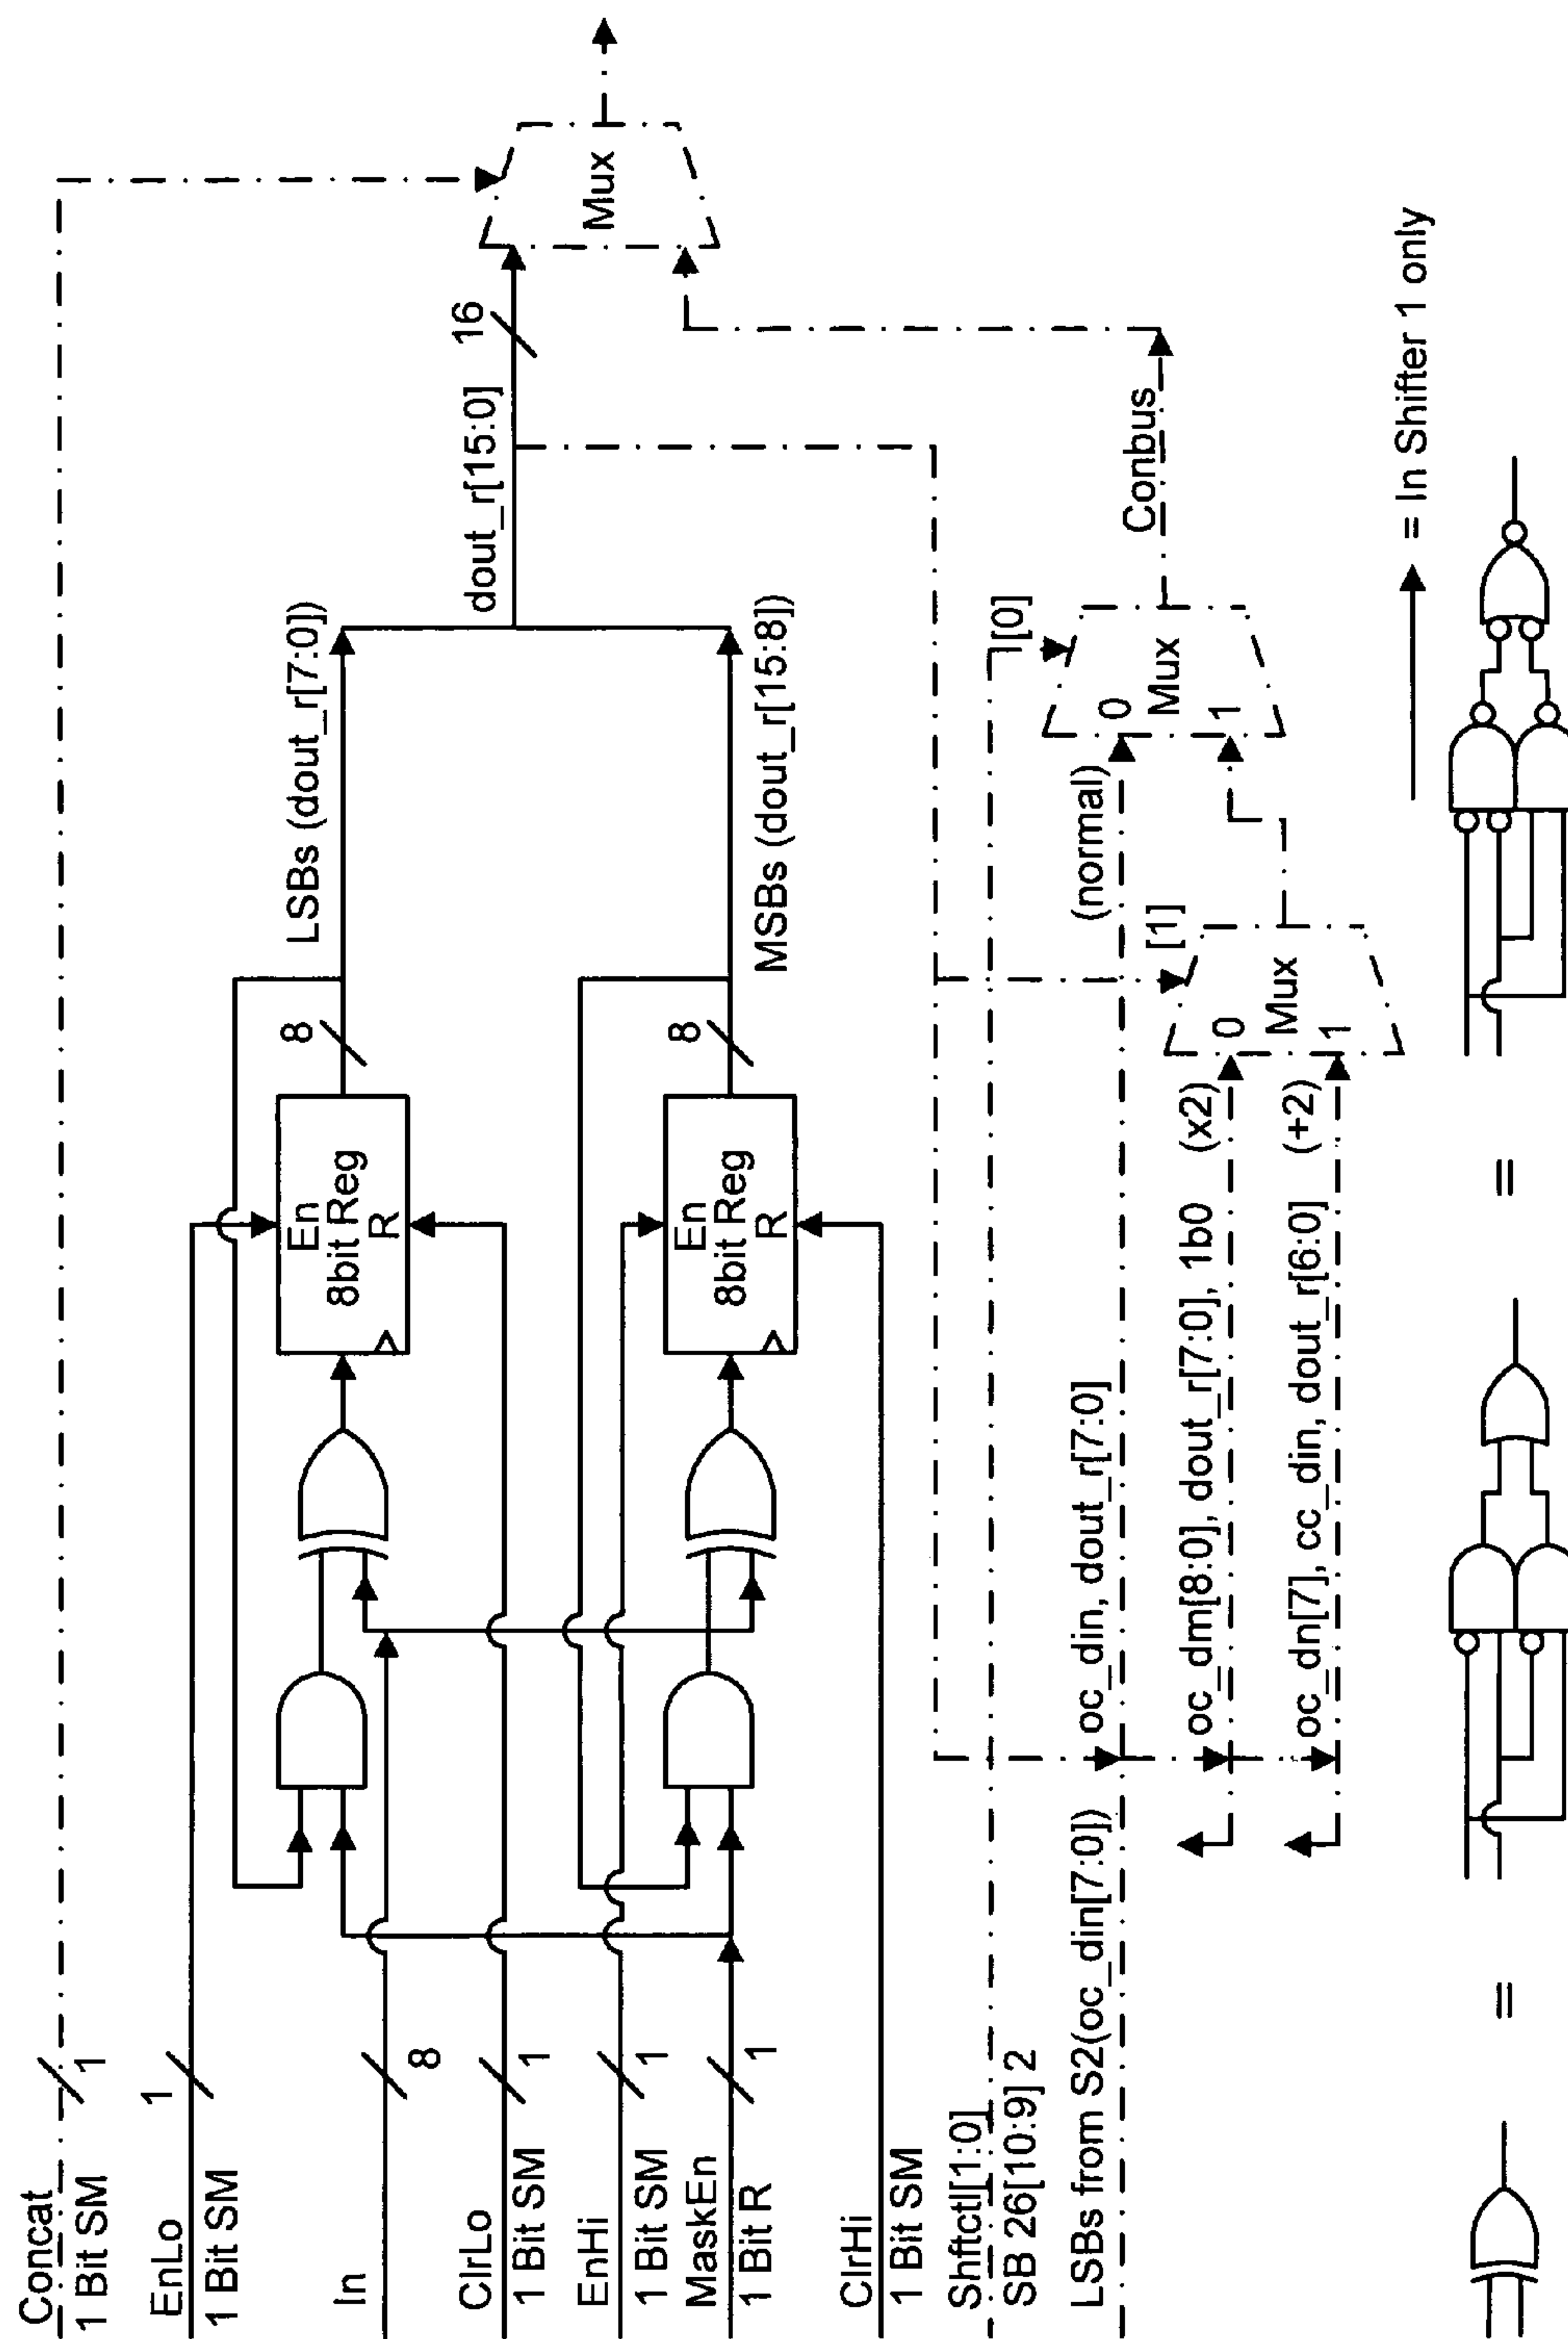 Concat
1 Bit SM
1
EnLo
1 Bit SM
1
In
8
ClrLo
1 Bit SM
1
EnHi
1 Bit SM
1
MaskEn
1 Bit R
1
ClrHi
1 Bit SM
En
8bit Reg
R
8
LSBs (dout_r[7:0])
En
8bit Reg
R
8
MSBs (dout_r[15:8])
dout_r[15:0]
16
Mux
Shftctl[1:0]
SB 26[10:9] 2
LSBs from S2(oc_din[7:0])
oc_din, dout_r[7:0]
(normal)
oc_dm[8:0], dout_r[7:0], 1b0 (x2)
oc_dn[7], cc_din, dout_r[6:0] (+2)
[1]
0
Mux
1
[0]
0
Mux
1
Conbus
= In Shifter 1 only
=
=